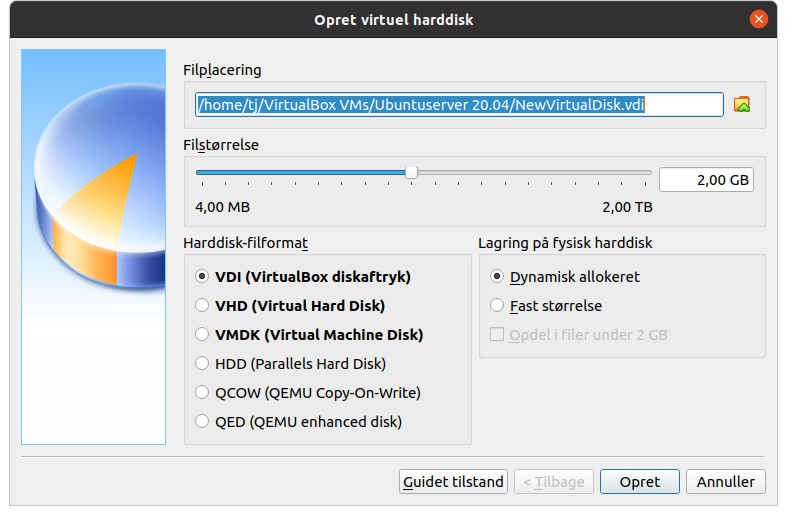 Opret virtuel harddisk
Filplacering
/home/tj/VirtualBox VMs/Ubuntuserver 20.04/NewVirtualDisk.vdi
Filstørrelse
2,00 GB
4,00 MB 2,00 TB
Harddisk-filformat
VDI (VirtualBox diskaftryk)
VHD (Virtual Hard Disk)
VMDK (Virtual Machine Disk)
HDD (Parallels Hard Disk)
QCOW (QEMU Copy-On-Write)
QED (QEMU enhanced disk)
Lagring på fysisk harddisk
Dynamisk allokeret
Fast størrelse
Opdel i filer under 2 GB
Guidet tilstand < Tilbage Opret Annuller